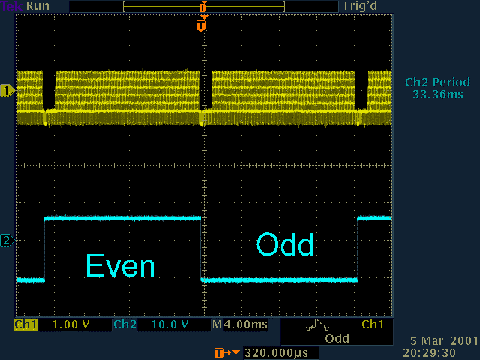 Tek Run Trig'd
T
T
1
Ch2 Period
33.36ms
2
Even
Odd
Ch1 1.00 V Ch2 10.0 V M4.00ms Ch1
Odd
T 320.000µs
5 Mar 2001
20:29:30